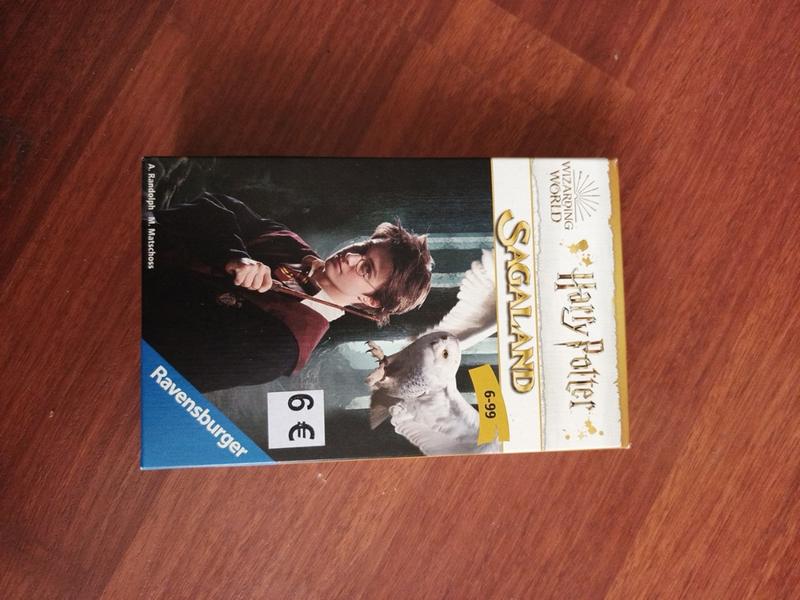 WIZARDING
WORLD
Harry Potter
SAGALAND
6-99
6 €
Ravensburger
A. Randolph M. Matschoss